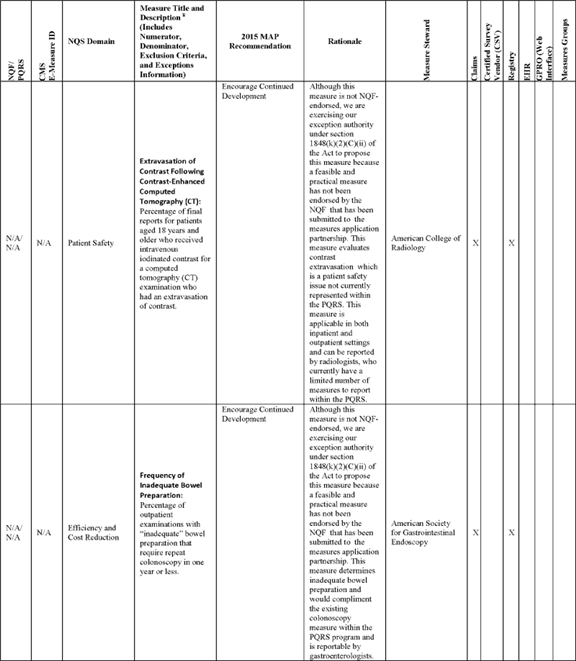 NQF/
PQRS
CMS
E-Measure ID
NQS Domain
Measure Title and
Description ¥
(Includes
Numerator,
Denominator,
Exclusion Criteria,
and Exceptions
Information)
2015 MAP
Recommendation
Rationale
Measure Steward
Claims
Certified Survey
Vendor (CSV)
Registry
EHR
GPRO (Web
Interface)
Measures Groups
N/A/
N/A
N/A
Patient Safety
Extravasation of
Contrast Following
Contrast-Enhanced
Computed
Tomography (CT):
Percentage of final
reports for patients
aged 18 years and
older who received
intravenous
iodinated contrast for
a computed
tomography (CT)
examination who
had an extravasation
of contrast.
Encourage Continued
Development
Although this
measure is not NQF-
endorsed, we are
exercising our
exception authority
under section
1848(k)(2)(C)(ii) of
the Act to propose
this measure because
a feasible and
practical measure
has not been
endorsed by the
NQF that has been
submitted to the
measures application
partnership. This
measure evaluates
contrast
extravasation which
is a patient safety
issue not currently
represented within
the PQRS. This
measure is
applicable in both
inpatient and
outpatient settings
and can be reported
by radiologists, who
currently have a
limited number of
measures to report
within the PQRS.
American College of
Radiology
X
X
N/A/
N/A
N/A
Efficiency and
Cost Reduction
Frequency of
Inadequate Bowel
Preparation:
Percentage of
outpatient
examinations with
“inadequate” bowel
preparation that
require repeat
colonoscopy in one
year or less.
Encourage Continued
Development
Although this
measure is not NQF-
endorsed, we are
exercising our
exception authority
under section
1848(k)(2)(C)(ii) of
the Act to propose
this measure because
a feasible and
practical measure
has not been
endorsed by the
NQF that has been
submitted to the
measures application
partnership. This
measure determines
inadequate bowel
preparation and
would compliment
the existing
colonoscopy
measure within the
PQRS program and
is reportable by
gastroenterologists.
American Society
for Gastrointestinal
Endoscopy
X
X